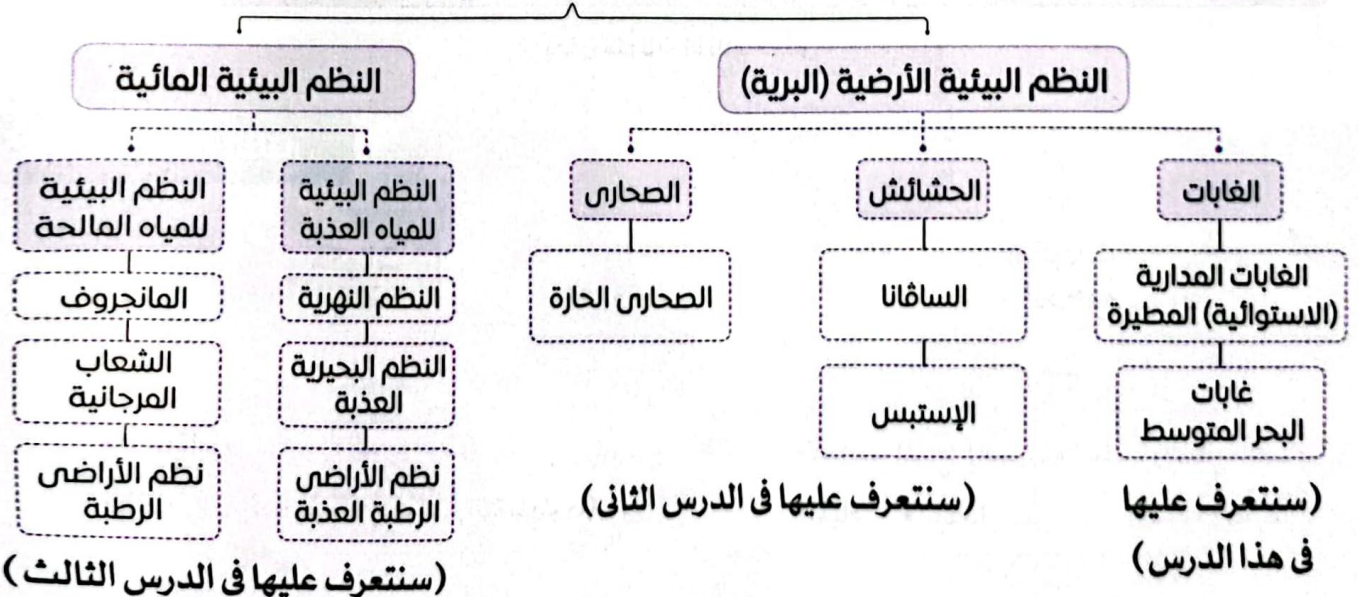 النظم البيئية الأرضية (البرية)
النظم البيئية المائية
الغابات
الغابات المدارية
(الاستوائية) المطيرة
غابات
البحر المتوسط
(سنتعرف عليها
فى هذا الدرس)
الحشائش
الساڤانا
الإستبس
الصحارى
الصحارى الحارة
(سنتعرف عليها فى الدرس الثانى)
النظم البيئية
للمياه العذبة
النظم النهرية
النظم البحيرية
العذبة
نظم الأراضى
الرطبة العذبة
النظم البيئية
للمياه المالحة
المانجروف
الشعاب
المرجانية
نظم الأراضى
الرطبة
(سنتعرف عليها فى الدرس الثالث)